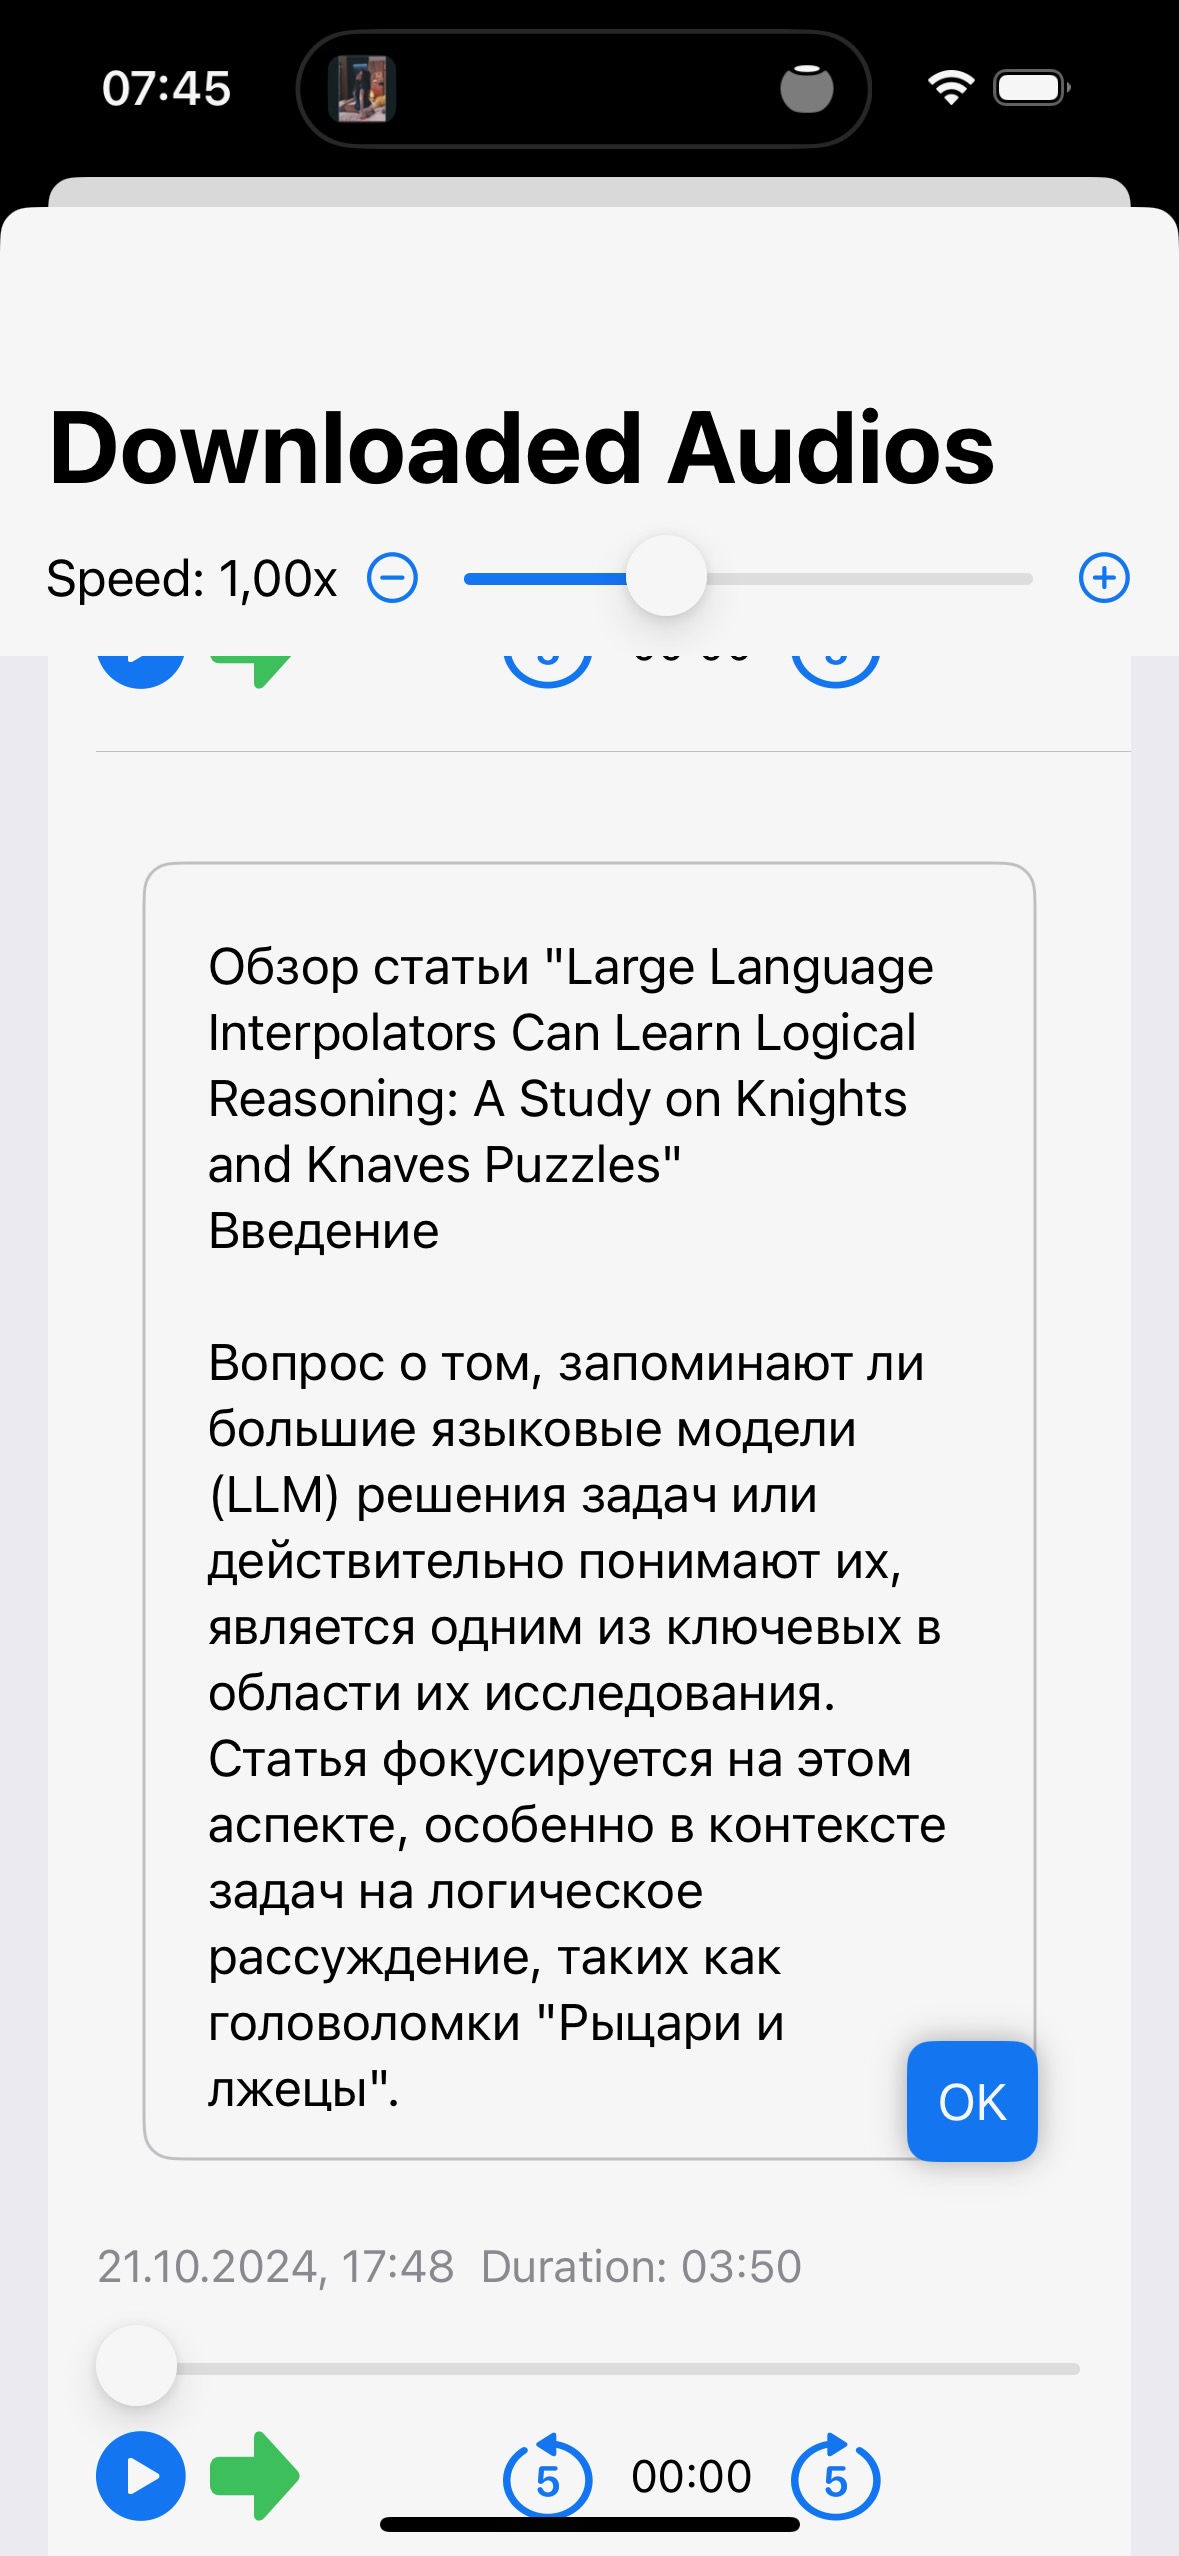 07:45
Downloaded Audios
Speed: 1,00x
Обзор статьи "Large Language
Interpolators Can Learn Logical
Reasoning: A Study on Knights
and Knaves Puzzles"
Введение
Вопрос о том, запоминают ли
большие языковые модели
(LLM) решения задач или
действительно понимают их,
является одним из ключевых в
области их исследования.
Статья фокусируется на этом
аспекте, особенно в контексте
задач на логическое
рассуждение, таких как
головоломки "Рыцари и
лжецы".
OK
21.10.2024, 17:48 Duration: 03:50
5 00:00 5